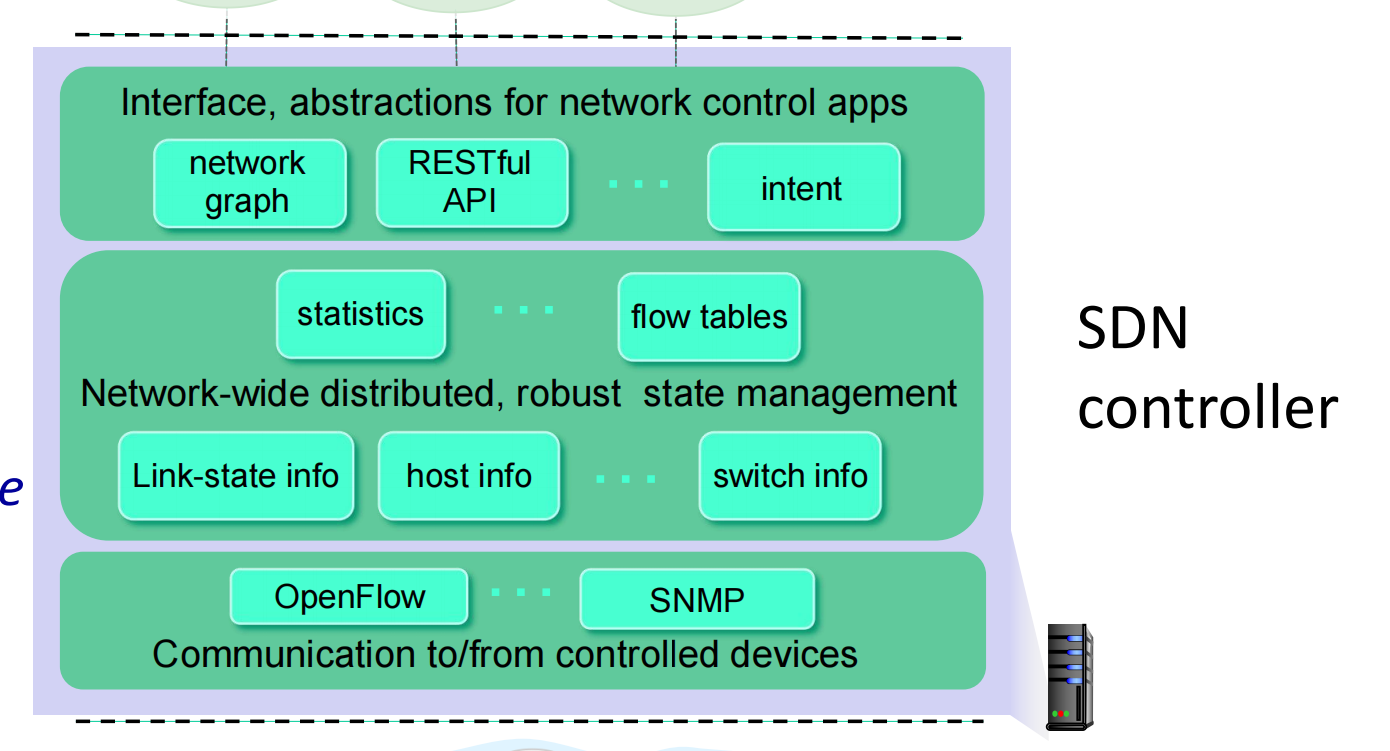 Interface, abstractions for network control apps
network
graph
RESTful
API
. . .
intent
statistics
. . .
flow tables
Network-wide distributed, robust  state management
Link-state info
host info
. . .
switch info
OpenFlow
. . .
SNMP
Communication to/from controlled devices
SDN
controller
e